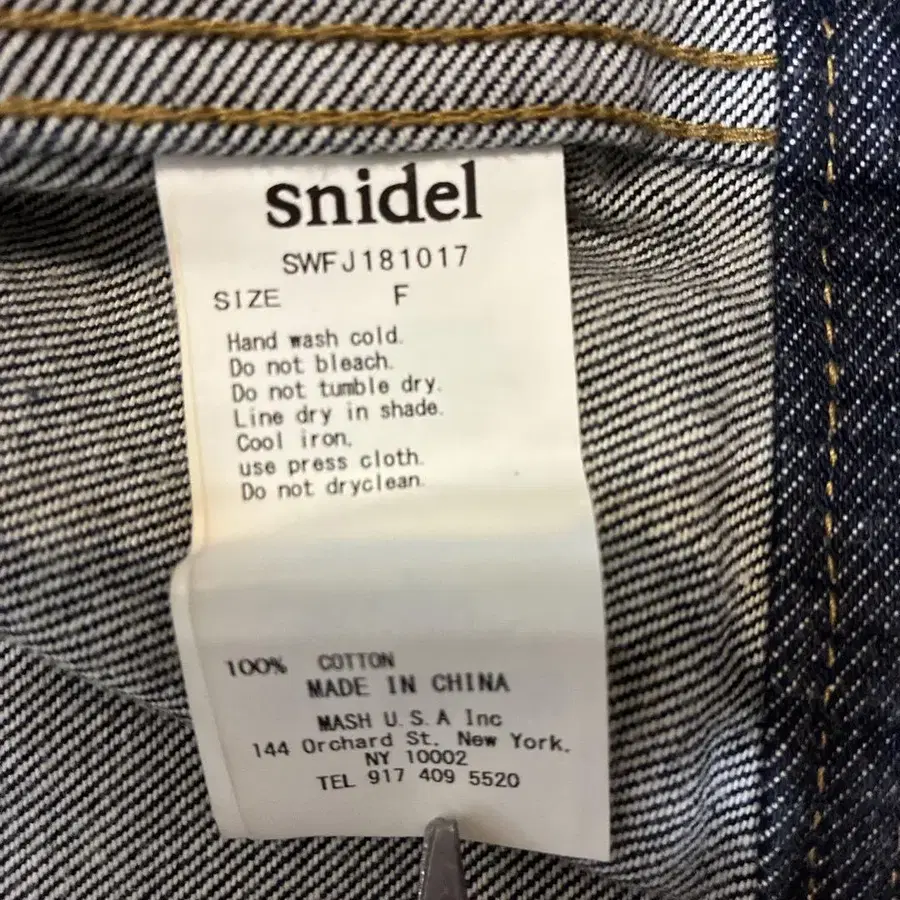 snidel
SWFJ181017
SIZE F
Hand wash cold.
Do not bleach.
Do not tumble dry.
Line dry in shade.
Cool iron,
use press cloth.
Do not dryclean.
100% COTTON
MADE IN CHINA
MASH U.S.A Inc
144 Orchard St, New York,
NY 10002
TEL 917 409 5520